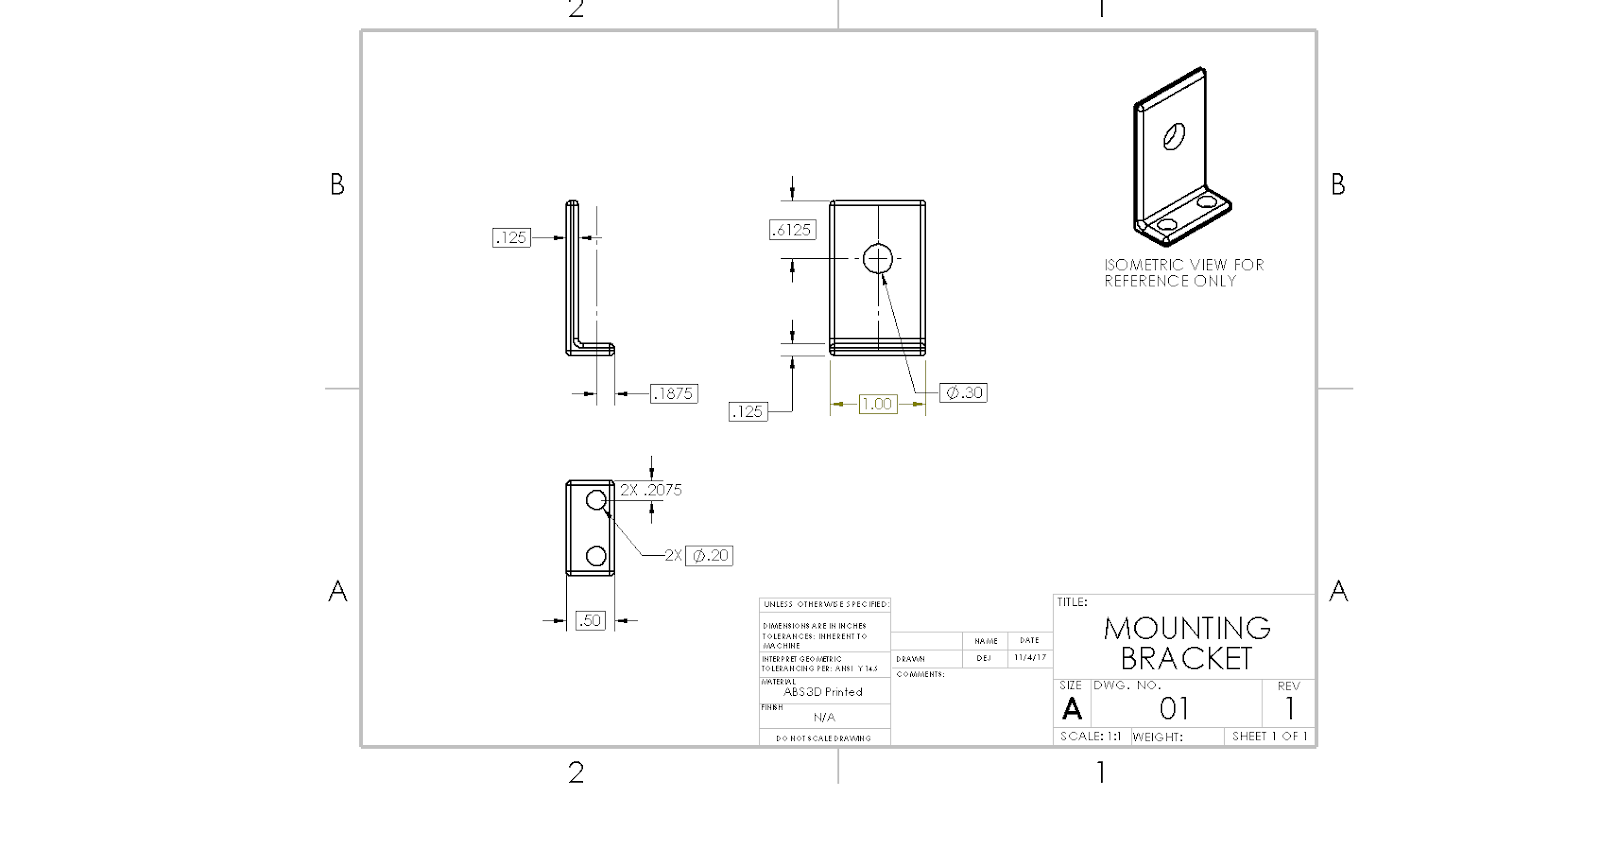 2
1
B
B
.125
.6125
ISOMETRIC VIEW FOR
REFERENCE ONLY
.1875
.125
1.00
Ø.30
2X .2075
2X Ø.20
.50
A
A
UNLESS OTHERWISE SPECIFIED:
DIMENSIONS ARE IN INCHES
TOLERANCES: INHERENT TO
MACHINE
INTERPRET GEOMETRIC
TOLERANCING PER: ANSI Y14.5
MATERIAL
ABS3D Printed
FINISH
N/A
DO NOT SCALE DRAWING
NAME DATE
DRAWN DEJ 11/4/17
COMMENTS:
TITLE:
MOUNTING
BRACKET
SIZE DWG. NO. REV
A 01 1
SCALE: 1:1 WEIGHT: SHEET 1 OF 1
2
1